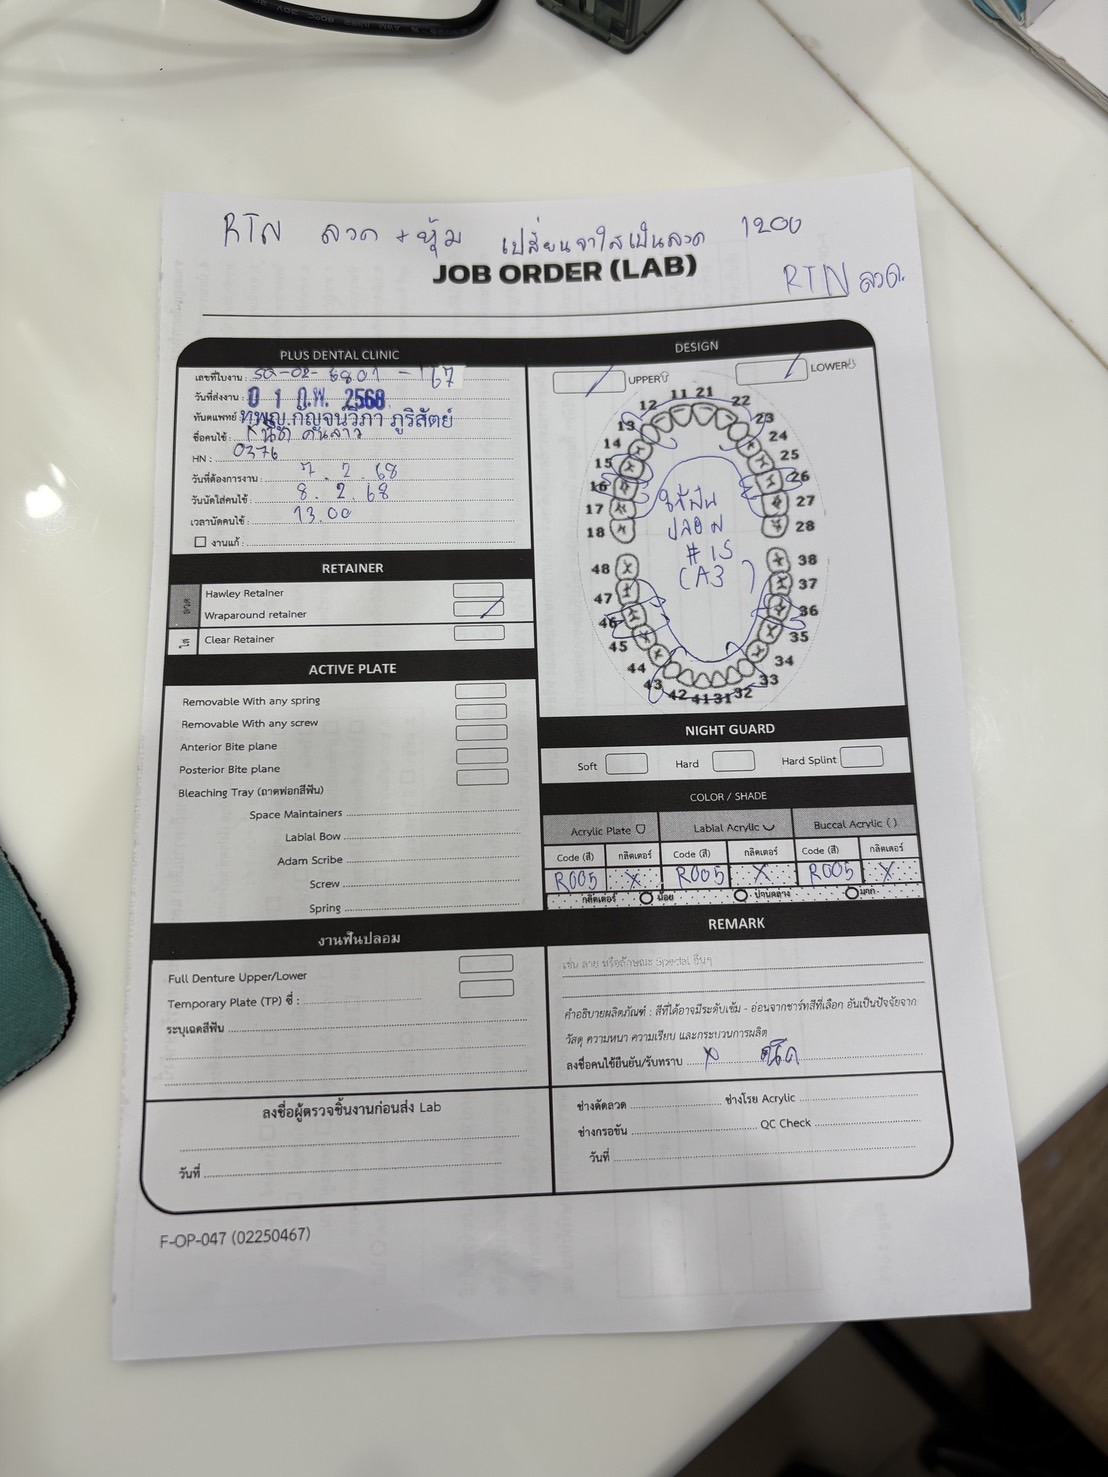 RTN ลวด + หุ้ม เปลี่ยนจากใสเป็นลวด 1200
JOB ORDER (LAB)
RTN ลวด.
PLUS DENTAL CLINIC
เลขที่ใบงาน : SQ-02-6801 - 167
วันที่ส่งงาน : 0 1 ก.พ. 2568
ทันตแพทย์ : ทพญ.กัญจน์วิภา ภูริสัตย์
ชื่อคนไข้ :
HN : 0376
วันที่ต้องการงาน : 7 . 2 . 68
วันนัดใส่คนไข้ : 8 . 2 . 68
เวลานัดคนไข้ : 13.00
งานแก้ :
DESIGN
UPPER
LOWER
11 21
12 22
13 23
14 24
15 25
16 26
17 27
18 28
48 38
47 37
46 36
45 35
44 34
43 33
42 41 31 32
ใช้ฟัน
ปลอม
#15
(A3)
RETAINER
ลวด
Hawley Retainer
Wraparound retainer
ใส
Clear Retainer
ACTIVE PLATE
Removable With any spring
Removable With any screw
Anterior Bite plane
Posterior Bite plane
Bleaching Tray (ถาดฟอกสีฟัน)
Space Maintainers
Labial Bow
Adam Scribe
Screw
Spring
NIGHT GUARD
Soft Hard Hard Splint
COLOR / SHADE
Acrylic Plate Labial Acrylic Buccal Acrylic ( )
Code (สี) กลิตเตอร์ Code (สี) กลิตเตอร์ Code (สี) กลิตเตอร์
R005 X R005 X R005 X
กลิตเตอร์ น้อย ปานกลาง มาก
งานฟันปลอม
Full Denture Upper/Lower
Temporary Plate (TP) ซี่ :
ระบุเฉดสีฟัน
REMARK
เช่น ลาย หรือลักษณะ Special อื่นๆ
คำอธิบายผลิตภัณฑ์ : สีที่ได้อาจมีระดับเข้ม - อ่อนจากชาร์ทสีที่เลือก อันเป็นปัจจัยจาก
วัสดุ ความหนา ความเรียบ และกระบวนการผลิต
ลงชื่อคนไข้ยืนยัน/รับทราบ X
ลงชื่อผู้ตรวจชิ้นงานก่อนส่ง Lab
วันที่
ช่างดัดลวด ช่างโรย Acrylic
ช่างกรอขัน QC Check
วันที่
F-OP-047 (02250467)